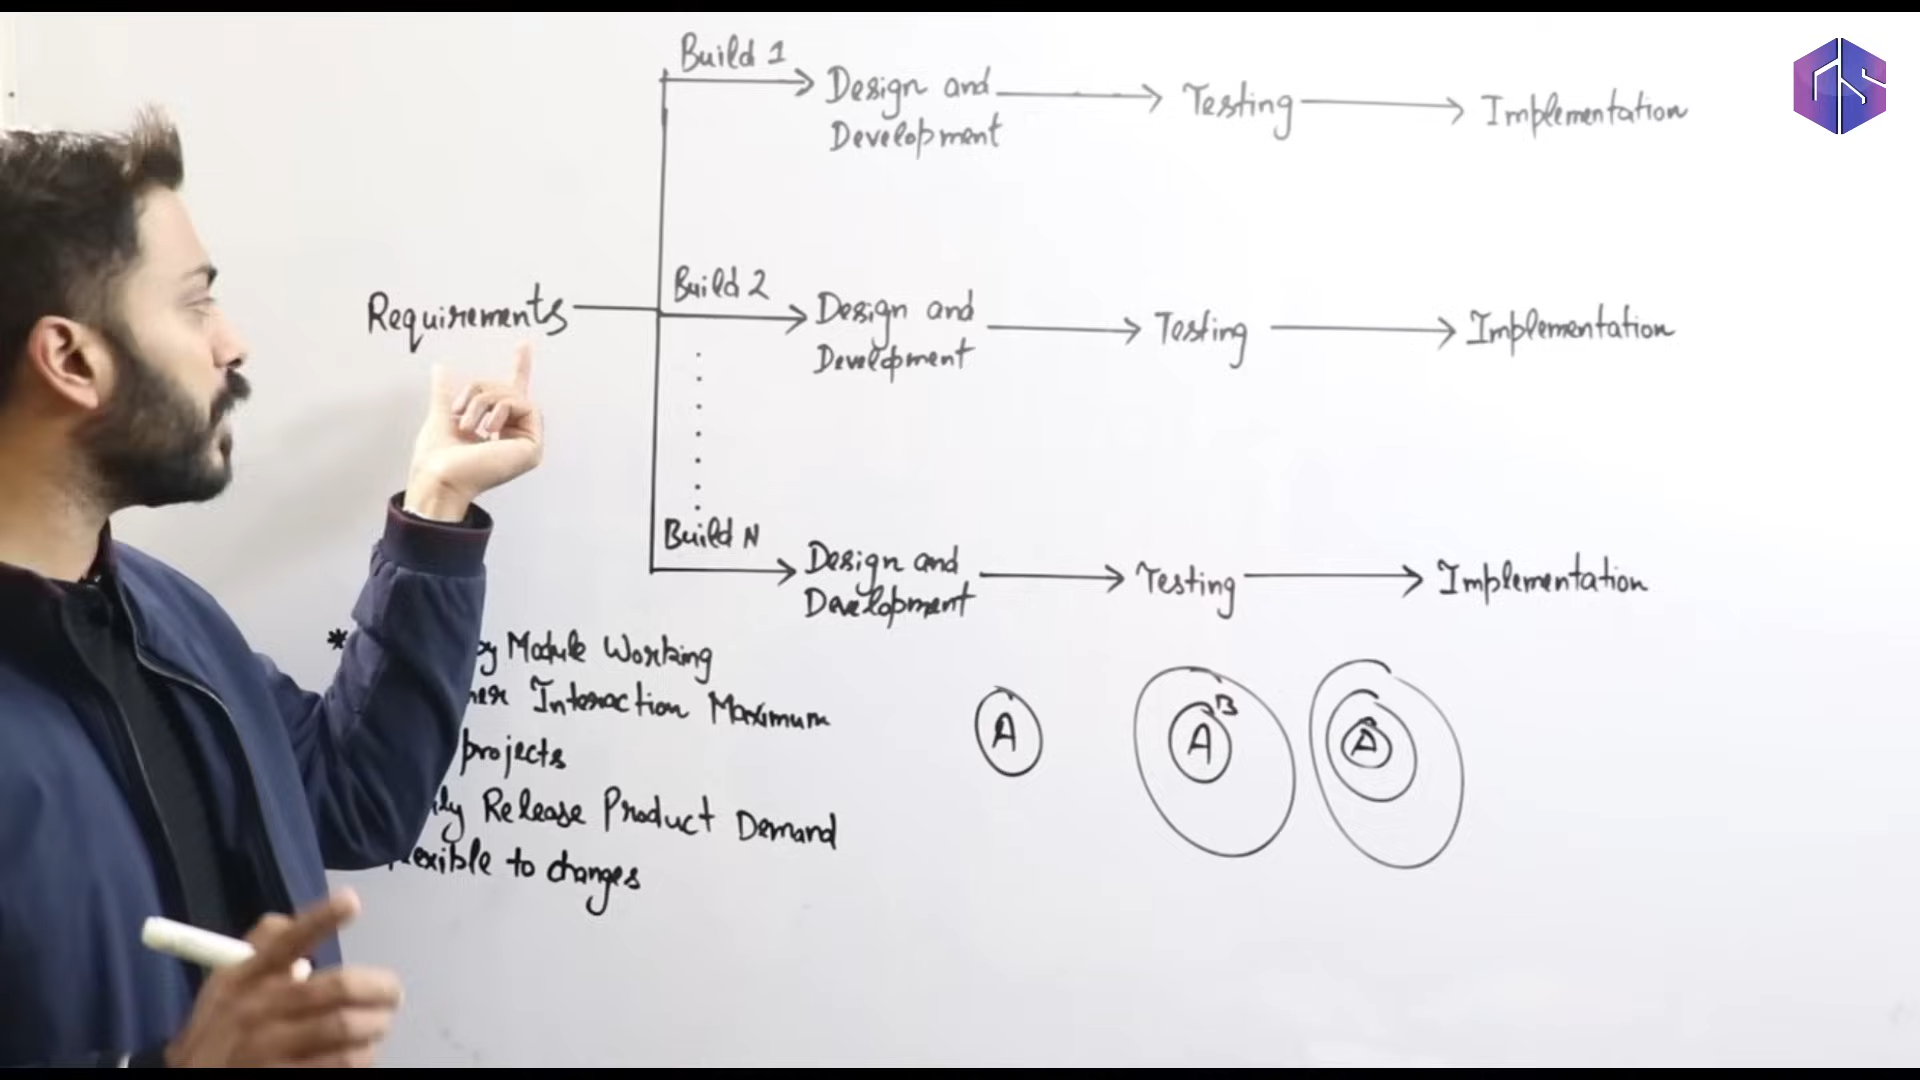 Build 1
Design and
Development
Testing
Implementation
Requirements
Build 2
Design and
Development
Testing
Implementation
Build N
Design and
Development
Testing
Implementation
* Module Working
Interaction Maximum
projects
Release Product Demand
to changes
A
A
B
A